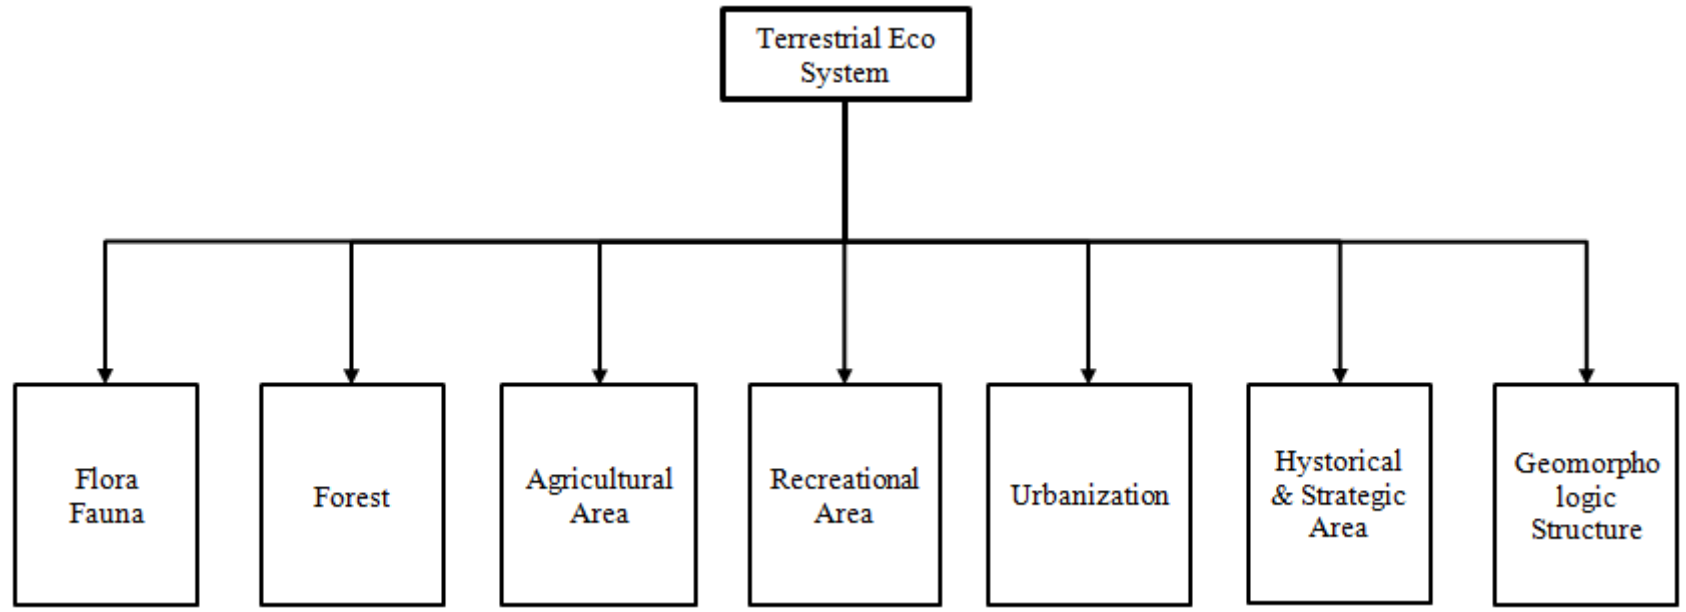 Terrestrial Eco
System
Flora
Fauna
Forest
Agricultural
Area
Recreational
Area
Urbanization
Hystorical
& Strategic
Area
Geomorpho
logic
Structure